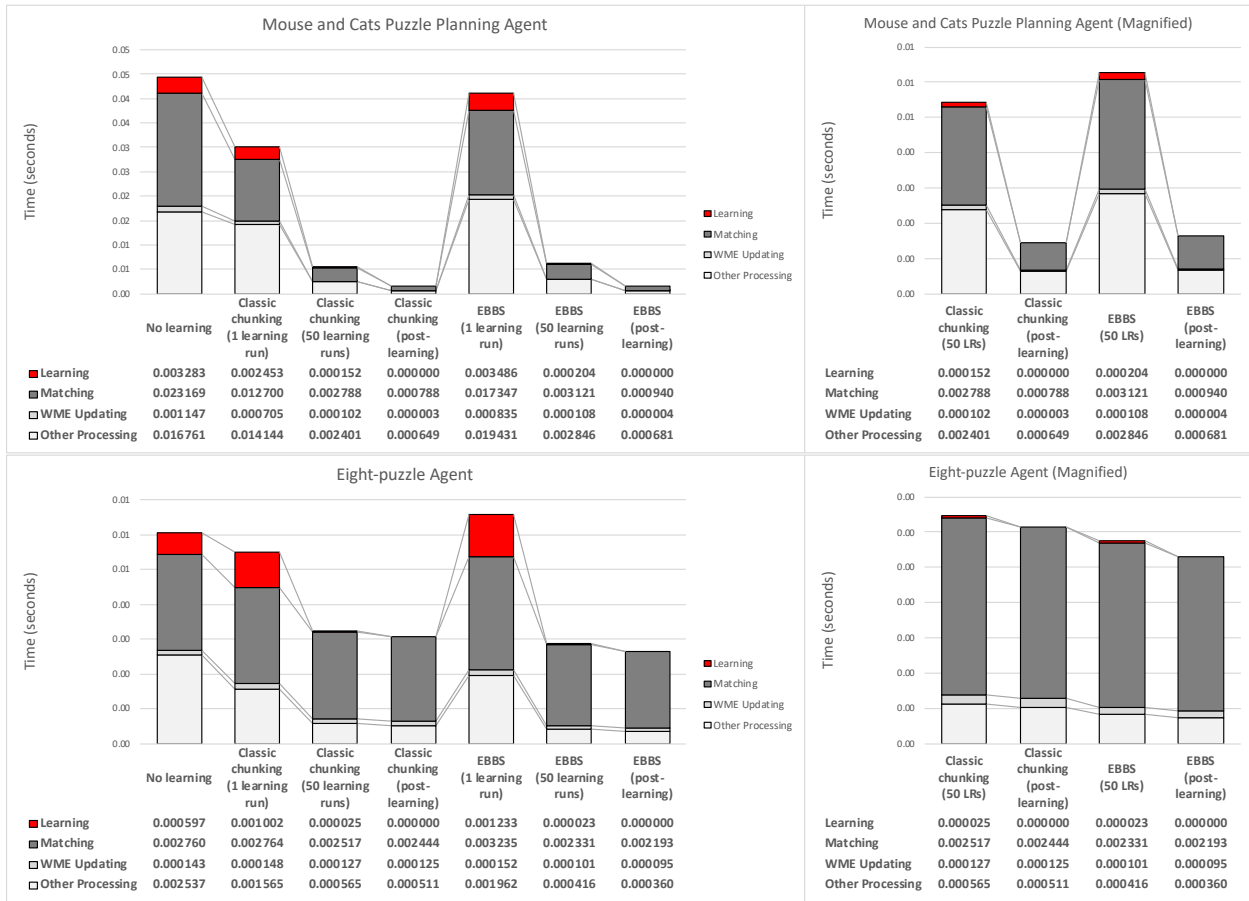 Mouse and Cats Puzzle Planning Agent
0.05
0.05
0.04
0.04
0.03
0.03
0.02
0.02
0.01
0.01
0.00
Time (seconds)
Learning
Matching
WME Updating
Other Processing
No learning
Classic
chunking
(1 learning
run)
Classic
chunking
(50 learning
runs)
Classic
chunking
(post-
learning)
EBBS
(1 learning
run)
EBBS
(50 learning
runs)
EBBS
(post-
learning)
Learning 0.003283 0.002453 0.000152 0.000000 0.003486 0.000204 0.000000
Matching 0.023169 0.012700 0.002788 0.000788 0.017347 0.003121 0.000940
WME Updating 0.001147 0.000705 0.000102 0.000003 0.000835 0.000108 0.000004
Other Processing 0.016761 0.014144 0.002401 0.000649 0.019431 0.002846 0.000681
Mouse and Cats Puzzle Planning Agent (Magnified)
0.01
0.01
0.01
0.00
0.00
0.00
0.00
0.00
Time (seconds)
Classic
chunking
(50 LRs)
Classic
chunking
(post-
learning)
EBBS
(50 LRs)
EBBS
(post-
learning)
Learning 0.000152 0.000000 0.000204 0.000000
Matching 0.002788 0.000788 0.003121 0.000940
WME Updating 0.000102 0.000003 0.000108 0.000004
Other Processing 0.002401 0.000649 0.002846 0.000681
Eight-puzzle Agent
0.01
0.01
0.01
0.00
0.00
0.00
0.00
0.00
Time (seconds)
Learning
Matching
WME Updating
Other Processing
No learning
Classic
chunking
(1 learning
run)
Classic
chunking
(50 learning
runs)
Classic
chunking
(post-
learning)
EBBS
(1 learning
run)
EBBS
(50 learning
runs)
EBBS
(post-
learning)
Learning 0.000597 0.001002 0.000025 0.000000 0.001233 0.000023 0.000000
Matching 0.002760 0.002764 0.002517 0.002444 0.003235 0.002331 0.002193
WME Updating 0.000143 0.000148 0.000127 0.000125 0.000152 0.000101 0.000095
Other Processing 0.002537 0.001565 0.000565 0.000511 0.001962 0.000416 0.000360
Eight-puzzle Agent (Magnified)
0.00
0.00
0.00
0.00
0.00
0.00
0.00
0.00
Time (seconds)
Classic
chunking
(50 LRs)
Classic
chunking
(post-
learning)
EBBS
(50 LRs)
EBBS
(post-
learning)
Learning 0.000025 0.000000 0.000023 0.000000
Matching 0.002517 0.002444 0.002331 0.002193
WME Updating 0.000127 0.000125 0.000101 0.000095
Other Processing 0.000565 0.000511 0.000416 0.000360